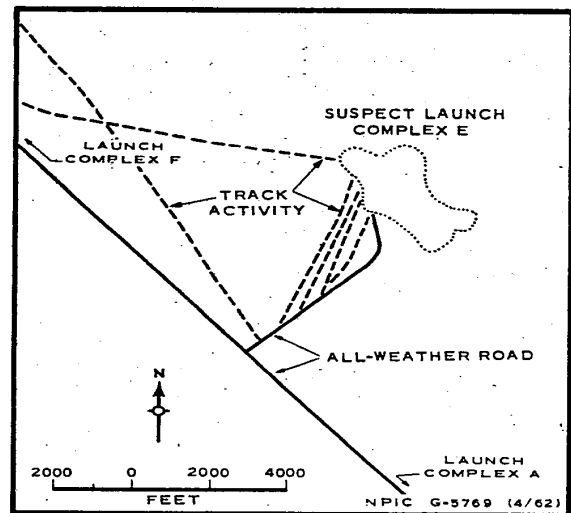 SUSPECT LAUNCH
COMPLEX E
LAUNCH
COMPLEX F
TRACK
ACTIVITY
ALL-WEATHER ROAD
N
LAUNCH
COMPLEX A
2000 0 2000 4000
FEET
NPIC G-5769 (4/62)